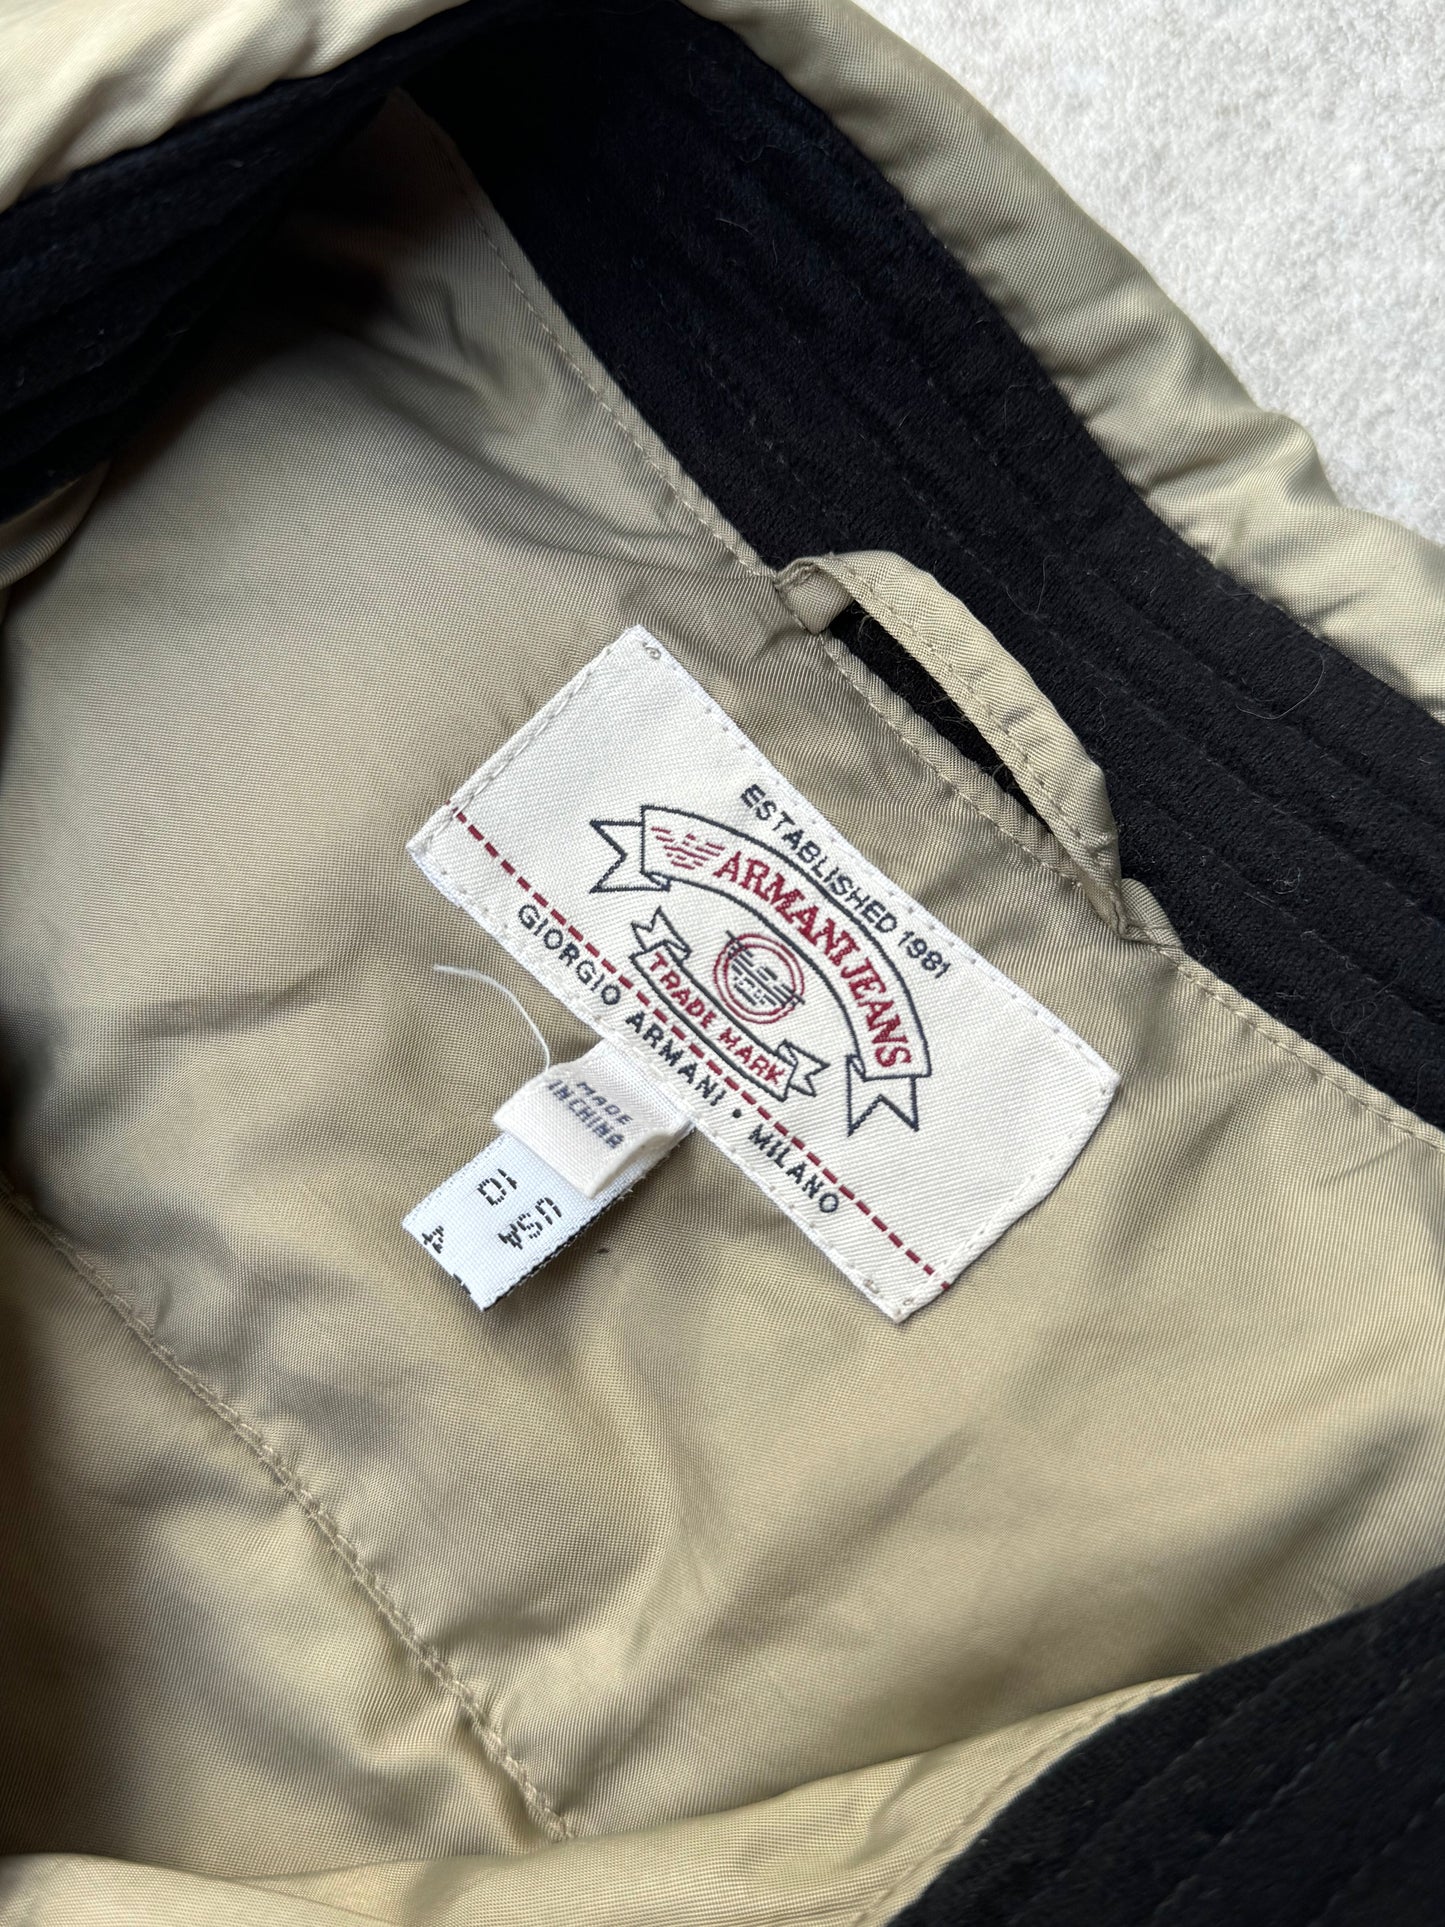 ESTABLISHED 1981
ARMANI JEANS
TRADE MARK
GIORGIO ARMANI • MILANO
MADE
IN CHINA
USA
10